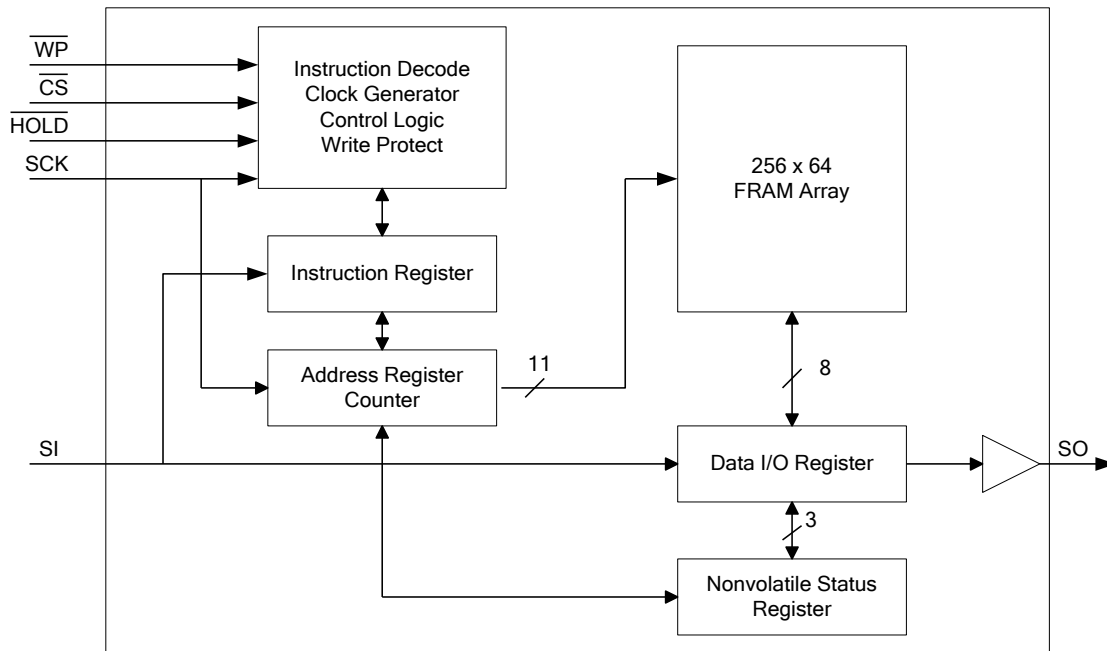 WP
CS
HOLD
SCK
Instruction Decode
Clock Generator
Control Logic
Write Protect
256 x 64
FRAM Array
Instruction Register
Address Register
Counter
11
8
SI
Data I/O Register
SO
3
Nonvolatile Status
Register